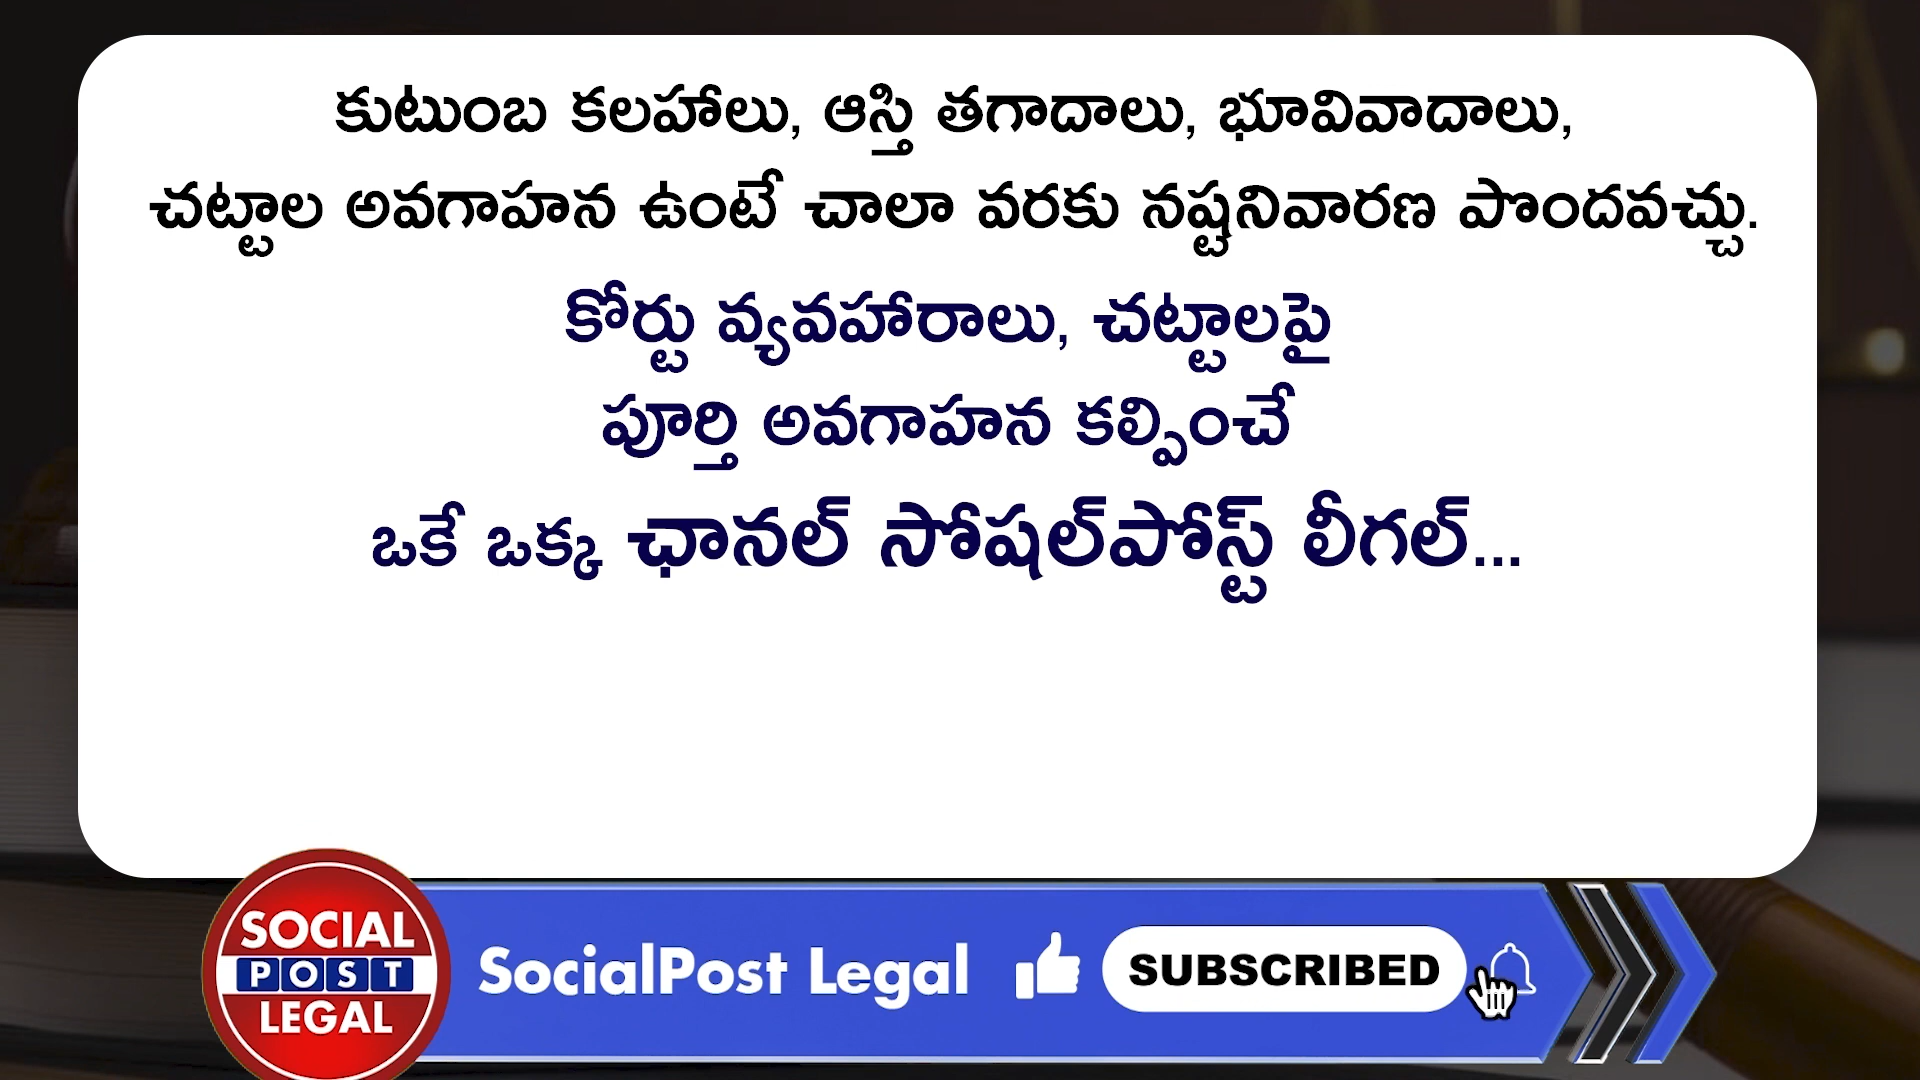 కుటుంబ కలహాలు, ఆస్తి తగాదాలు, భూవివాదాలు,
చట్టాల అవగాహన ఉంటే చాలా వరకు నష్టనివారణ పొందవచ్చు.
కోర్టు వ్యవహారాలు, చట్టాలపై
పూర్తి అవగాహన కల్పించే
ఒకే ఒక్క ఛానల్ సోషల్‌పోస్ట్ లీగల్...
SOCIAL
POST
LEGAL
SocialPost Legal
SUBSCRIBED